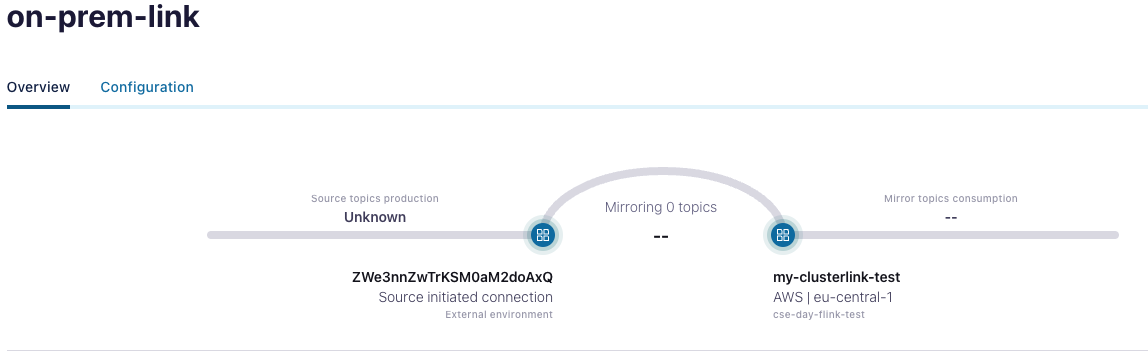 on-prem-link
Overview
Configuration
Source topics production
Unknown
Mirroring 0 topics
--
Mirror topics consumption
--
ZWe3nnZwTrKSM0aM2doAxQ
Source initiated connection
External environment
my-clusterlink-test
AWS | eu-central-1
cse-day-flink-test